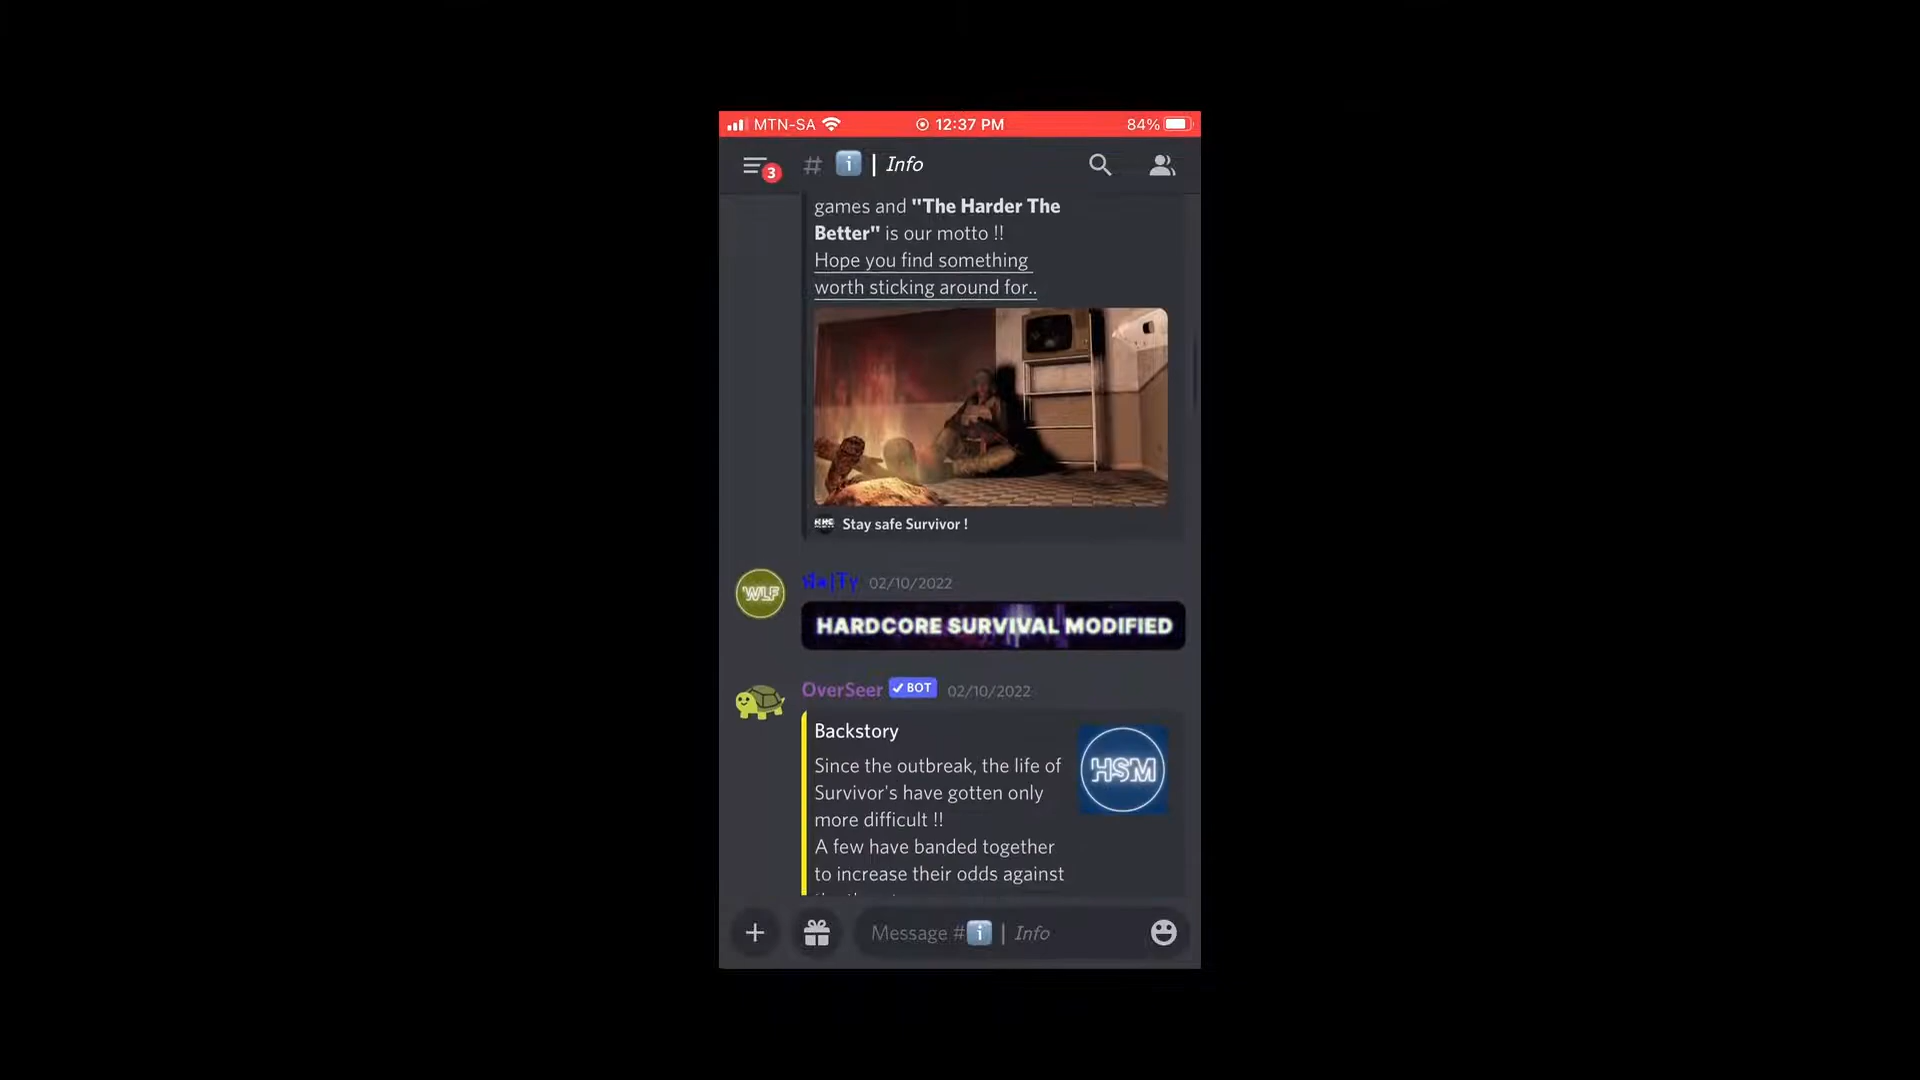 MTN-SA 12:37 PM 84%
3 # i | Info
games and "The Harder The
Better" is our motto !!
Hope you find something
worth sticking around for..
Stay safe Survivor !
WLF
02/10/2022
HARDCORE SURVIVAL MODIFIED
OverSeer BOT 02/10/2022
Backstory
HSM
Since the outbreak, the life of
Survivor's have gotten only
more difficult !!
A few have banded together
to increase their odds against
Message # i | Info